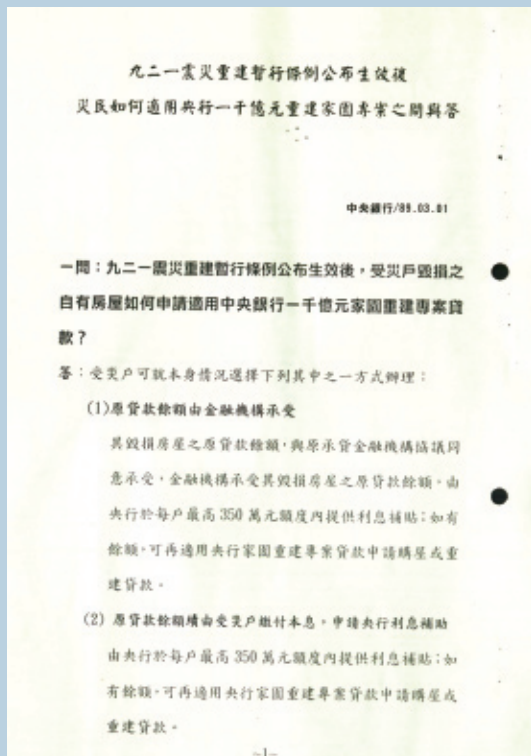 九二一震災重建暫行條例公布生效後
災民如何適用央行一千億元重建家園專案之問與答
中央銀行/89.03.01
一問：九二一震災重建暫行條例公布生效後，受災戶毀損之
自有房屋如何申請適用中央銀行一千億元家園重建專案貸
款？
答：受災戶可就本身情況選擇下列其中之一方式辦理：
(1)原貸款餘額由金融機構承受
其毀損房屋之原貸款餘額，與原承貸金融機構協議同
意承受，金融機構承受其毀損房屋之原貸款餘額，由
央行於每戶最高350萬元額度內提供利息補貼；如有
餘額，可再適用央行家園重建專案貸款申請購屋或重
建貸款。
(2) 原貸款餘額續由受災戶繳付本息，申請央行利息補助
由央行於每戶最高350萬元額度內提供利息補貼；如
有餘額，可再適用央行家園重建專案貸款申請購屋或
重建貸款。
~1~